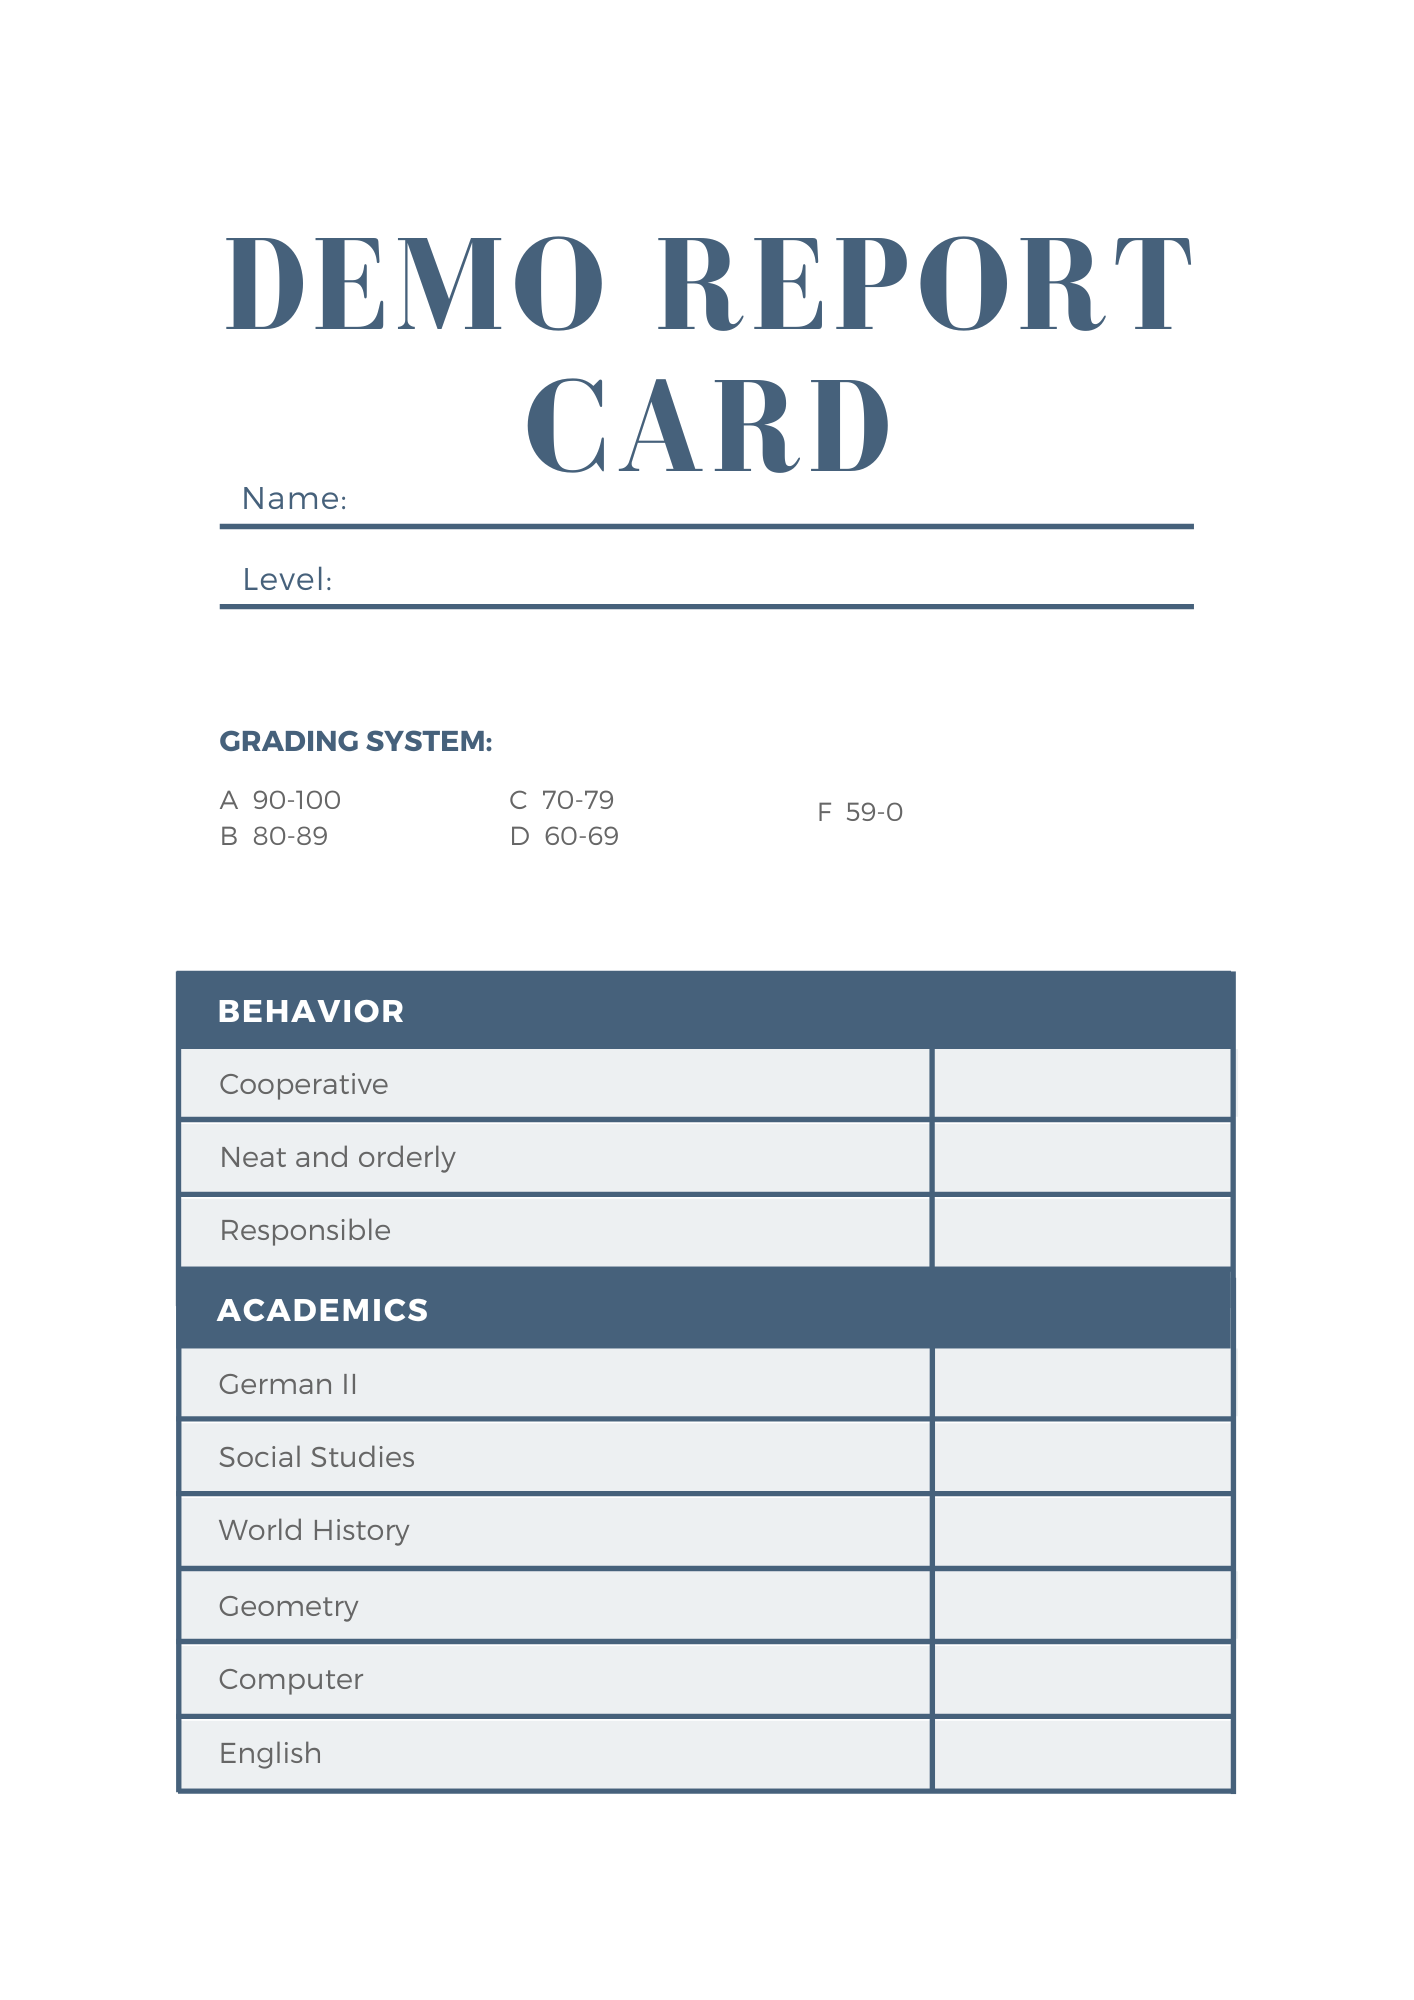 DEMO REPORT
CARD
Name:
Level:
GRADING SYSTEM:
A 90-100
B 80-89
C 70-79
D 60-69
F 59-0
BEHAVIOR
Cooperative
Neat and orderly
Responsible
ACADEMICS
German II
Social Studies
World History
Geometry
Computer
English